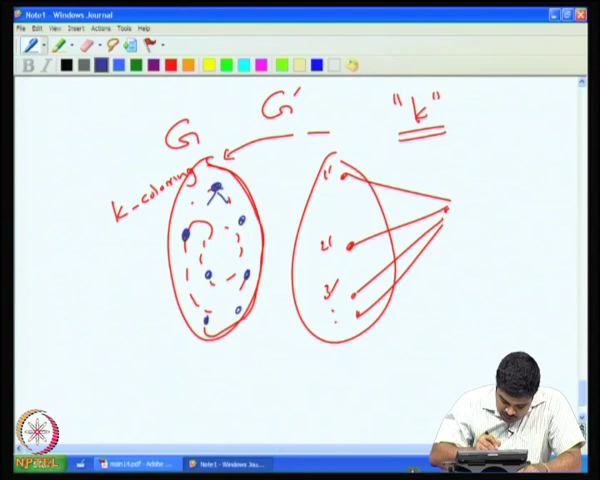 Note1 - Windows Journal
File Edit View Insert Actions Tools Help
B I
G G' "k"
k-coloring
1'
2'
3'
NPTEL
main14.pdf - Adobe ...
Note1 - Windows Jou...